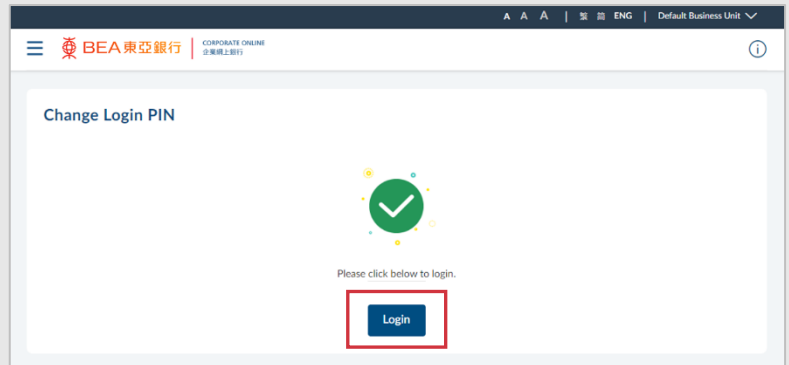 A A A | 繁 簡 ENG | Default Business Unit
BEA東亞銀行 | CORPORATE ONLINE
企業網上銀行
Change Login PIN
Please click below to login.
Login